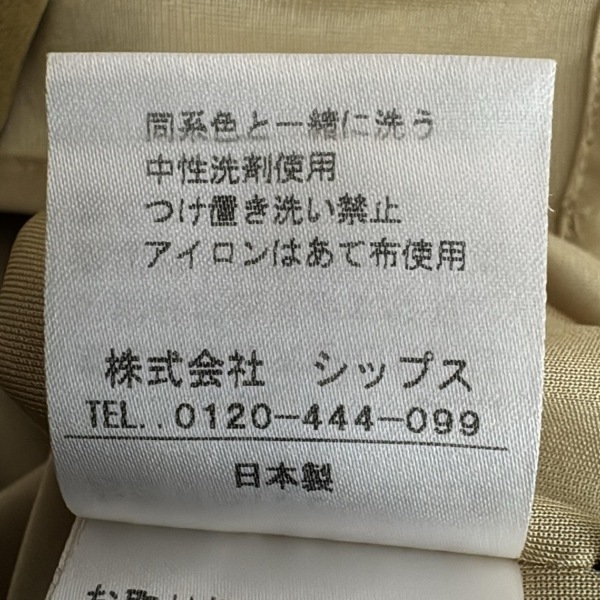 同系色と一緒に洗う
中性洗剤使用
つけ置き洗い禁止
アイロンはあて布使用
株式会社 シップス
TEL..0120-444-099
日本製